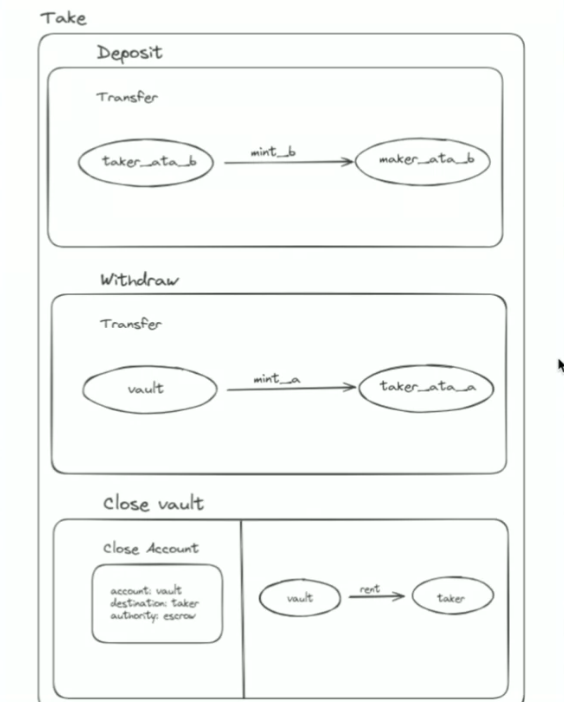 Take
Deposit
Transfer
taker_ata_b
mint_b
maker_ata_b
Withdraw
Transfer
vault
mint_a
taker_ata_a
Close vault
Close Account
account: vault
destination: taker
authority: escrow
vault
rent
taker